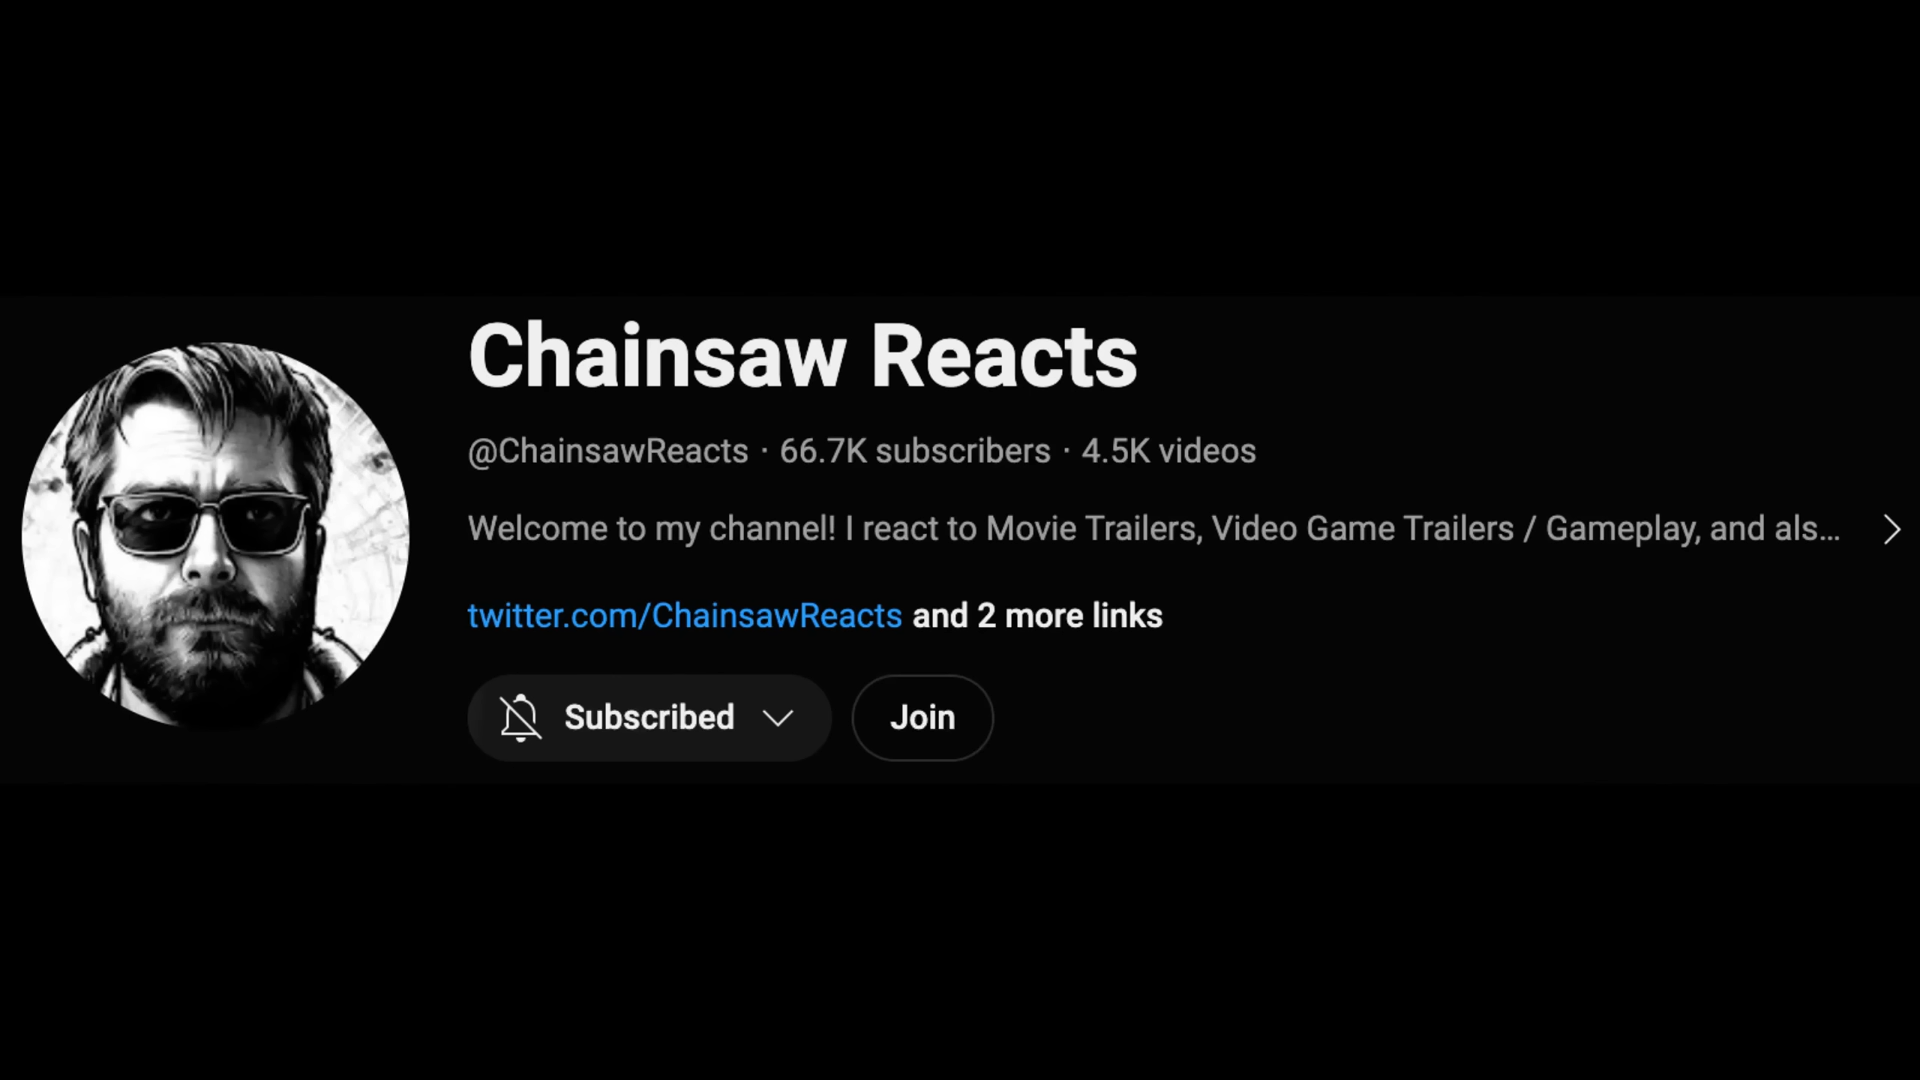 Chainsaw Reacts
@ChainsawReacts · 66.7K subscribers · 4.5K videos
Welcome to my channel! I react to Movie Trailers, Video Game Trailers / Gameplay, and als...
twitter.com/ChainsawReacts and 2 more links
Subscribed
Join